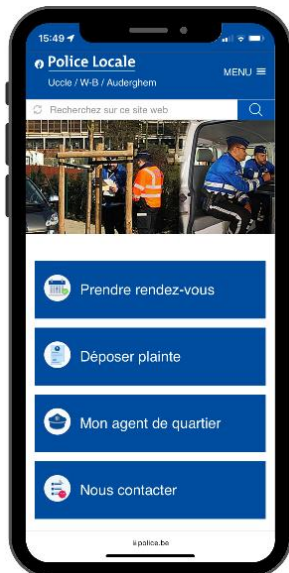 15:49
Police Locale
MENU
Uccle / W-B / Auderghem
Recherchez sur ce site web
Prendre rendez-vous
Déposer plainte
Mon agent de quartier
Nous contacter
police.be